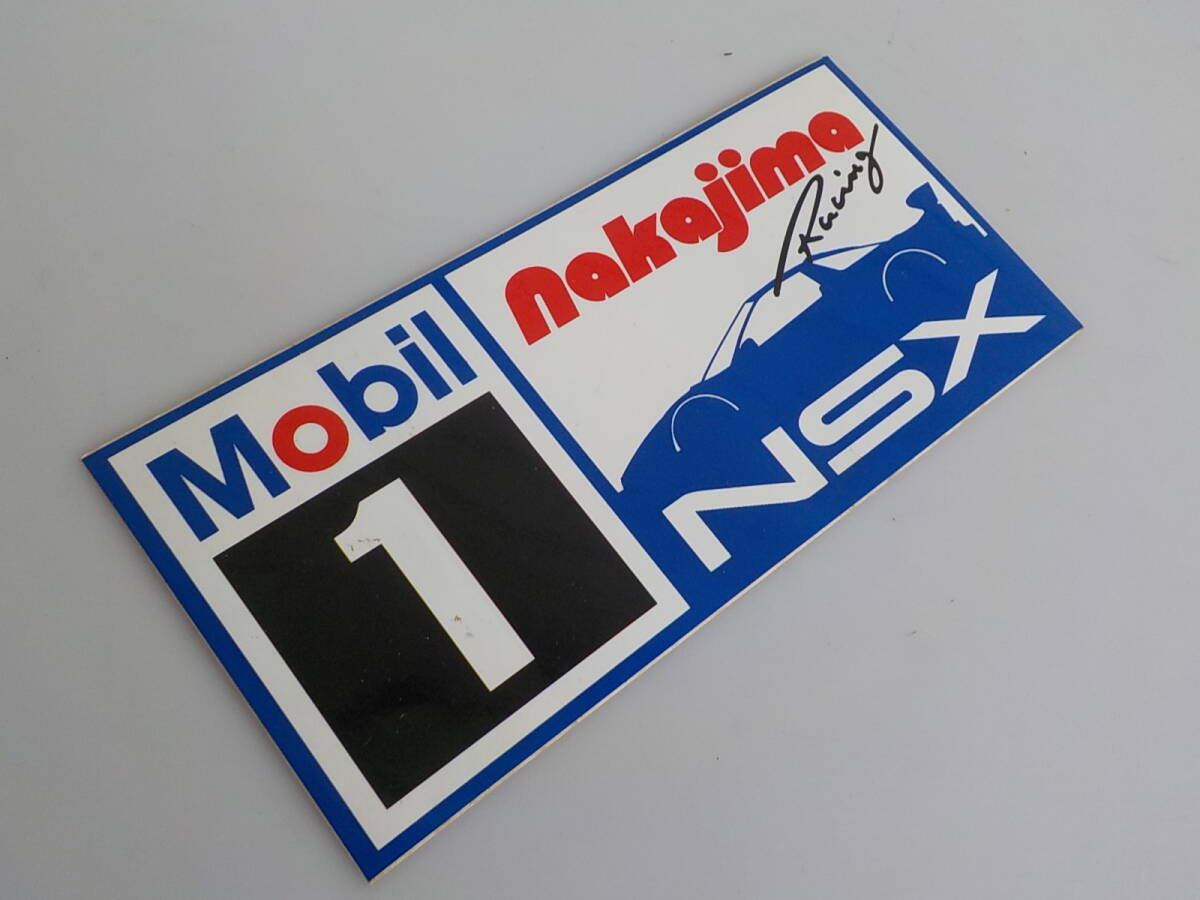 Mobil
1
nakajima
Racing
NSX